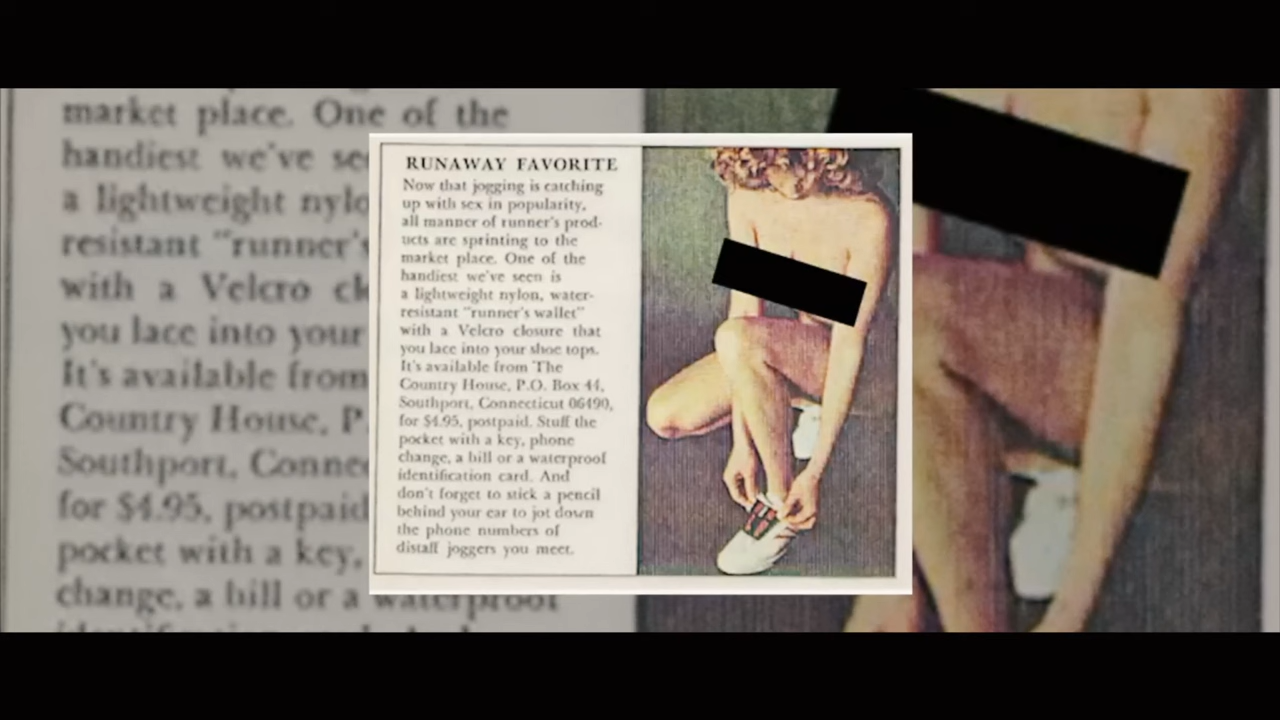 market place. One of the
handiest we've
a lightweight
resistant "runner's
with a Velcro
you lace into your
It's available from
Country House, P.
Southport,
for $4.95, postpaid
pocket with a key,
change, a bill or a waterproof
RUNAWAY FAVORITE
Now that jogging is catching
up with sex in popularity,
all manner of runner's prod-
ucts are sprinting to the
market place. One of the
handiest we've seen is
a lightweight nylon, water-
resistant "runner's wallet"
with a Velcro closure that
you lace into your shoe tops.
It's available from The
Country House, P.O. Box 44,
Southport, Connecticut 06490,
for $4.95, postpaid. Stuff the
pocket with a key, phone
change, a bill or a waterproof
identification card. And
don't forget to stick a pencil
behind your ear to jot down
the phone numbers of
distaff joggers you meet.